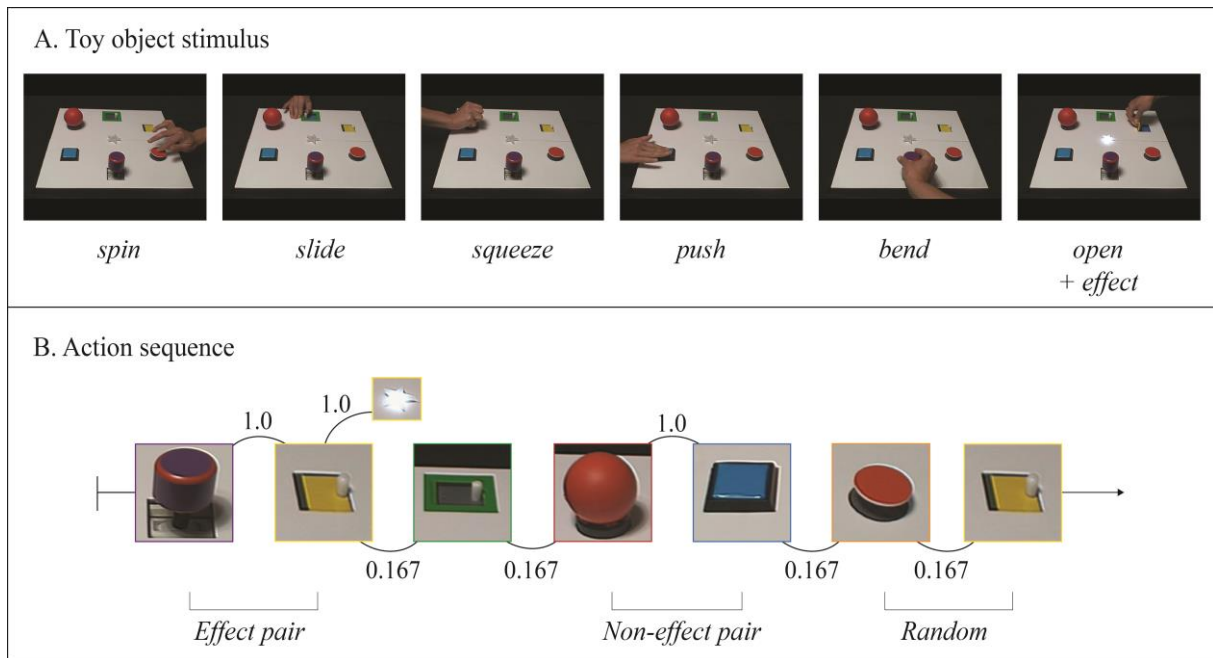 A. Toy object stimulus
spin slide squeeze push bend open
+ effect
B. Action sequence
1.0 1.0 1.0
0.167 0.167 0.167 0.167
Effect pair Non-effect pair Random